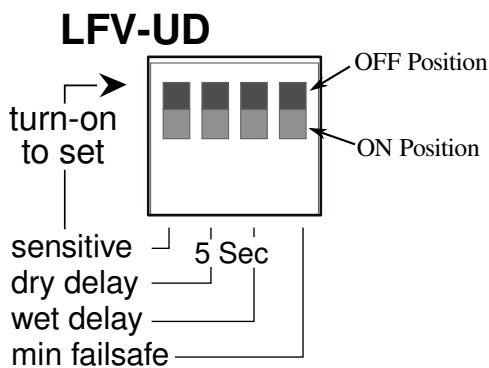 LFV-UD
OFF Position
turn-on
to set
ON Position
sensitive
5 Sec
dry delay
wet delay
min failsafe